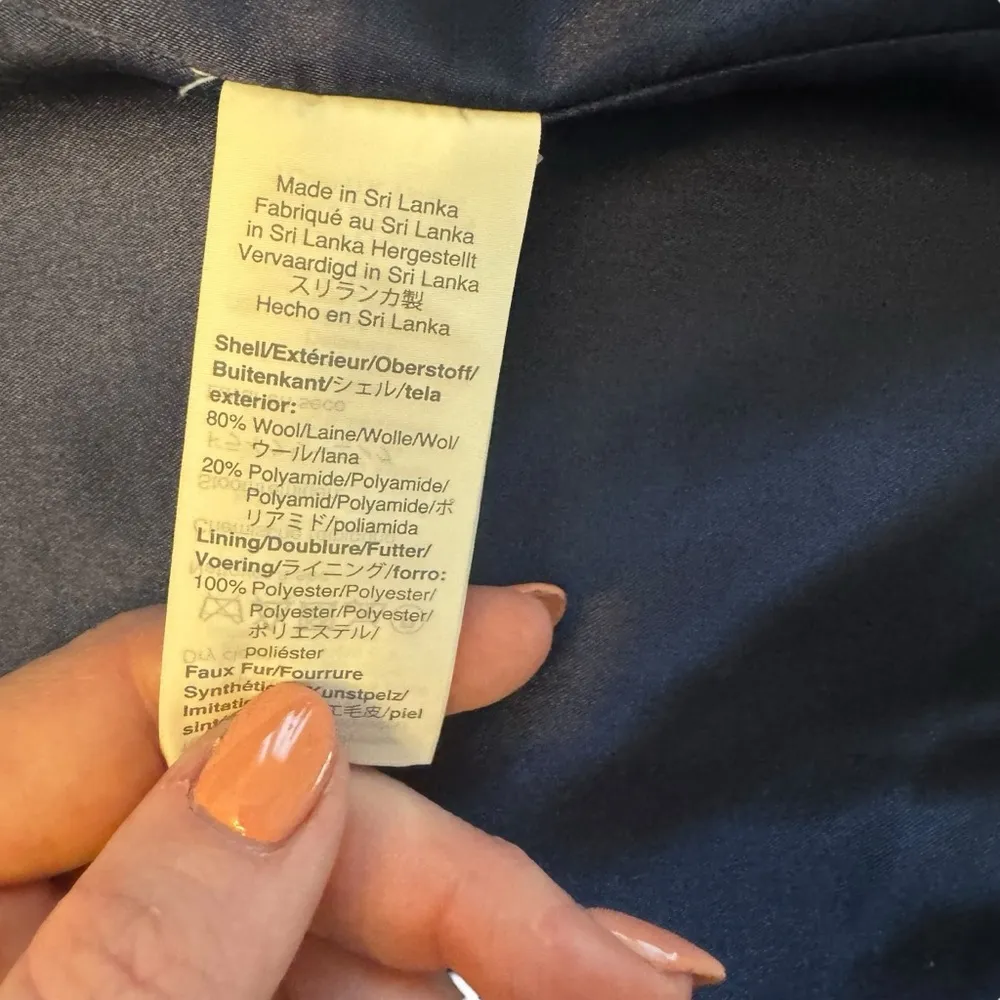 Made in Sri Lanka
Fabriqué au Sri Lanka
in Sri Lanka Hergestellt
Vervaardigd in Sri Lanka
スリランカ製
Hecho en Sri Lanka
Shell/Extérieur/Oberstoff/
Buitenkant/シェル/tela
exterior:
80% Wool/Laine/Wolle/Wol/
ウール/lana
20% Polyamide/Polyamide/
Polyamid/Polyamide/ポ
リアミド/poliamida
Lining/Doublure/Futter/
Voering/ライニング/forro:
100% Polyester/Polyester/
Polyester/Polyester/
ポリエステル/
poliéster
Faux Fur/Fourrure
工毛皮/piel